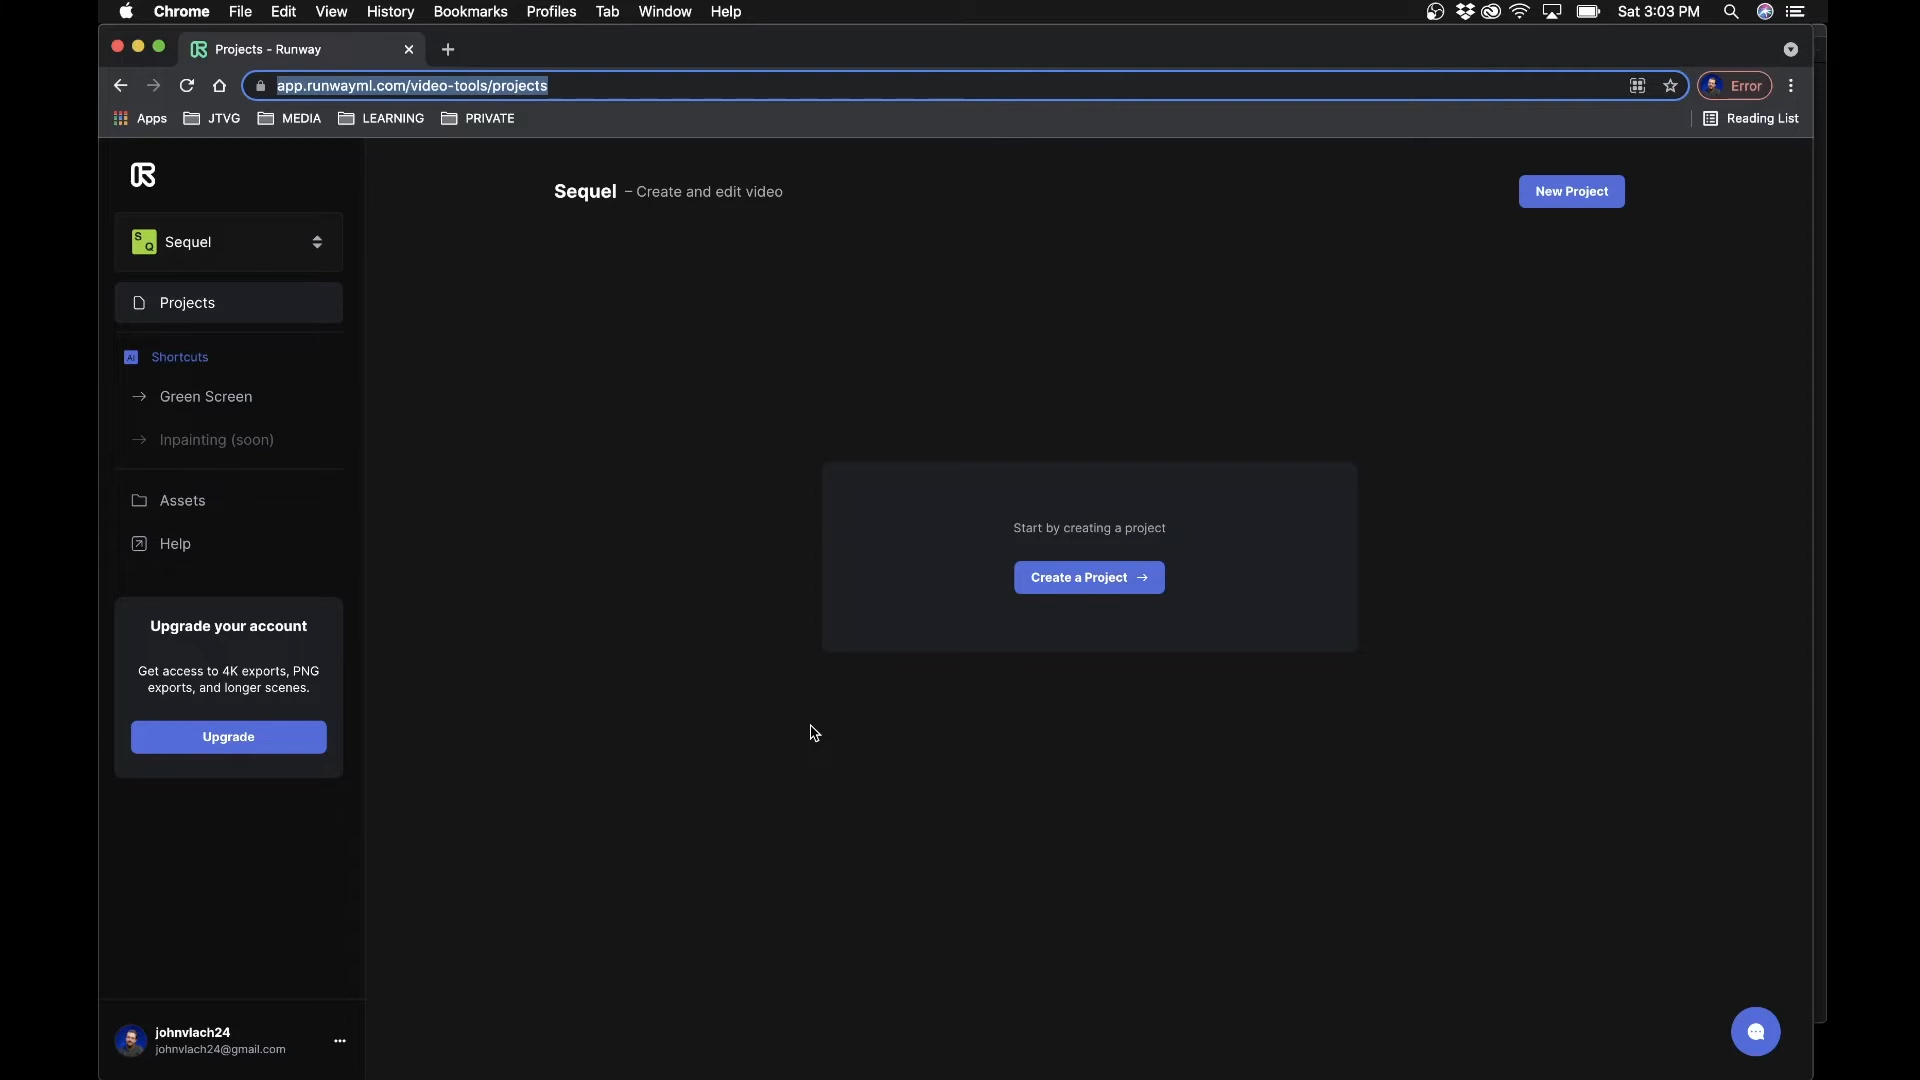 Chrome File Edit View History Bookmarks Profiles Tab Window Help Sat 3:03 PM
Projects - Runway
app.runwayml.com/video-tools/projects Error
Apps JTVG MEDIA LEARNING PRIVATE Reading List
Sequel – Create and edit video New Project
S Q Sequel
Projects
AI Shortcuts
Green Screen
Inpainting (soon)
Assets
Help
Start by creating a project
Create a Project →
Upgrade your account
Get access to 4K exports, PNG
exports, and longer scenes.
Upgrade
johnvlach24
johnvlach24@gmail.com